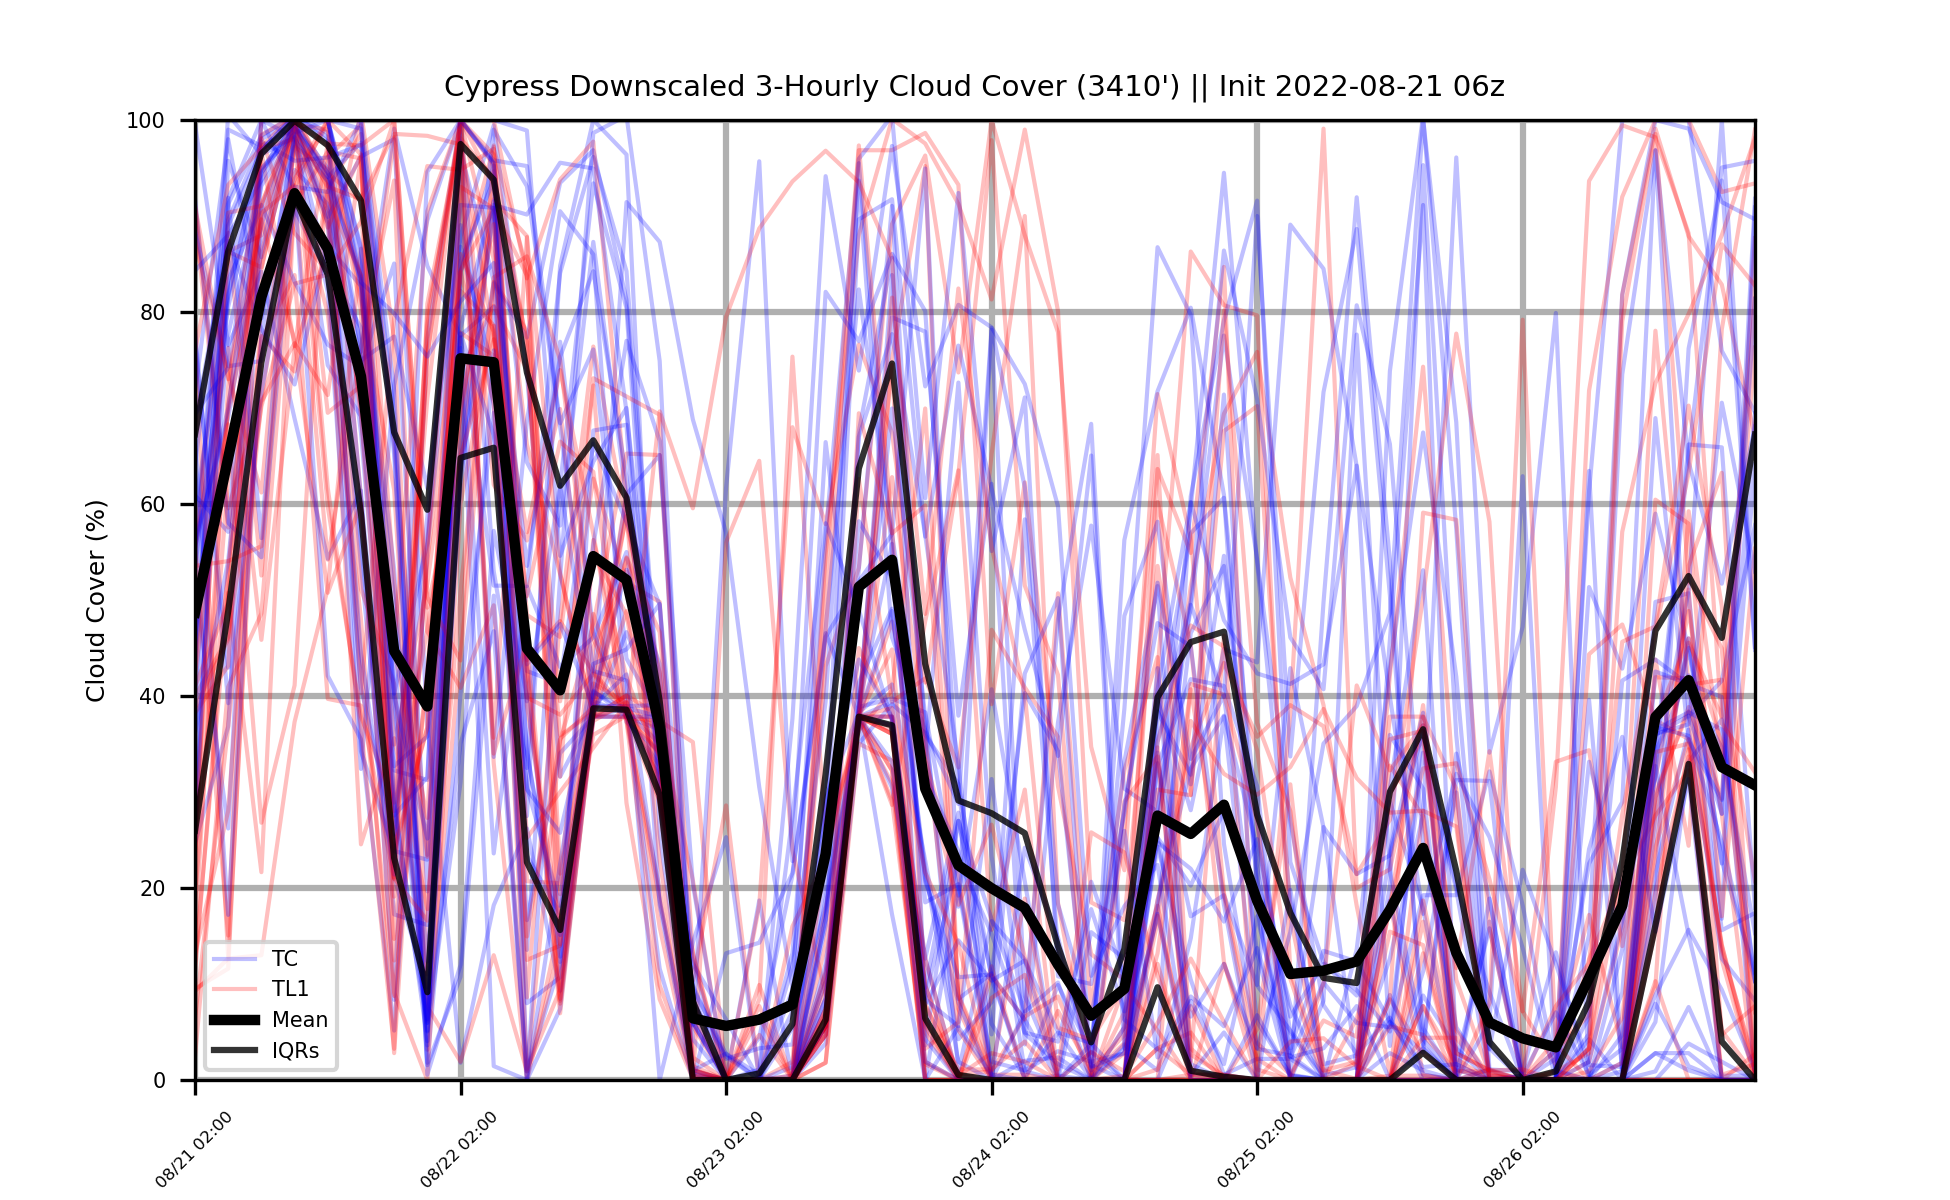 Cypress Downscaled 3-Hourly Cloud Cover (3410') || Init 2022-08-21 06z
Cloud Cover (%)
100
80
60
40
20
0
TC
TL1
Mean
IQRs
08/21 02:00
08/22 02:00
08/23 02:00
08/24 02:00
08/25 02:00
08/26 02:00